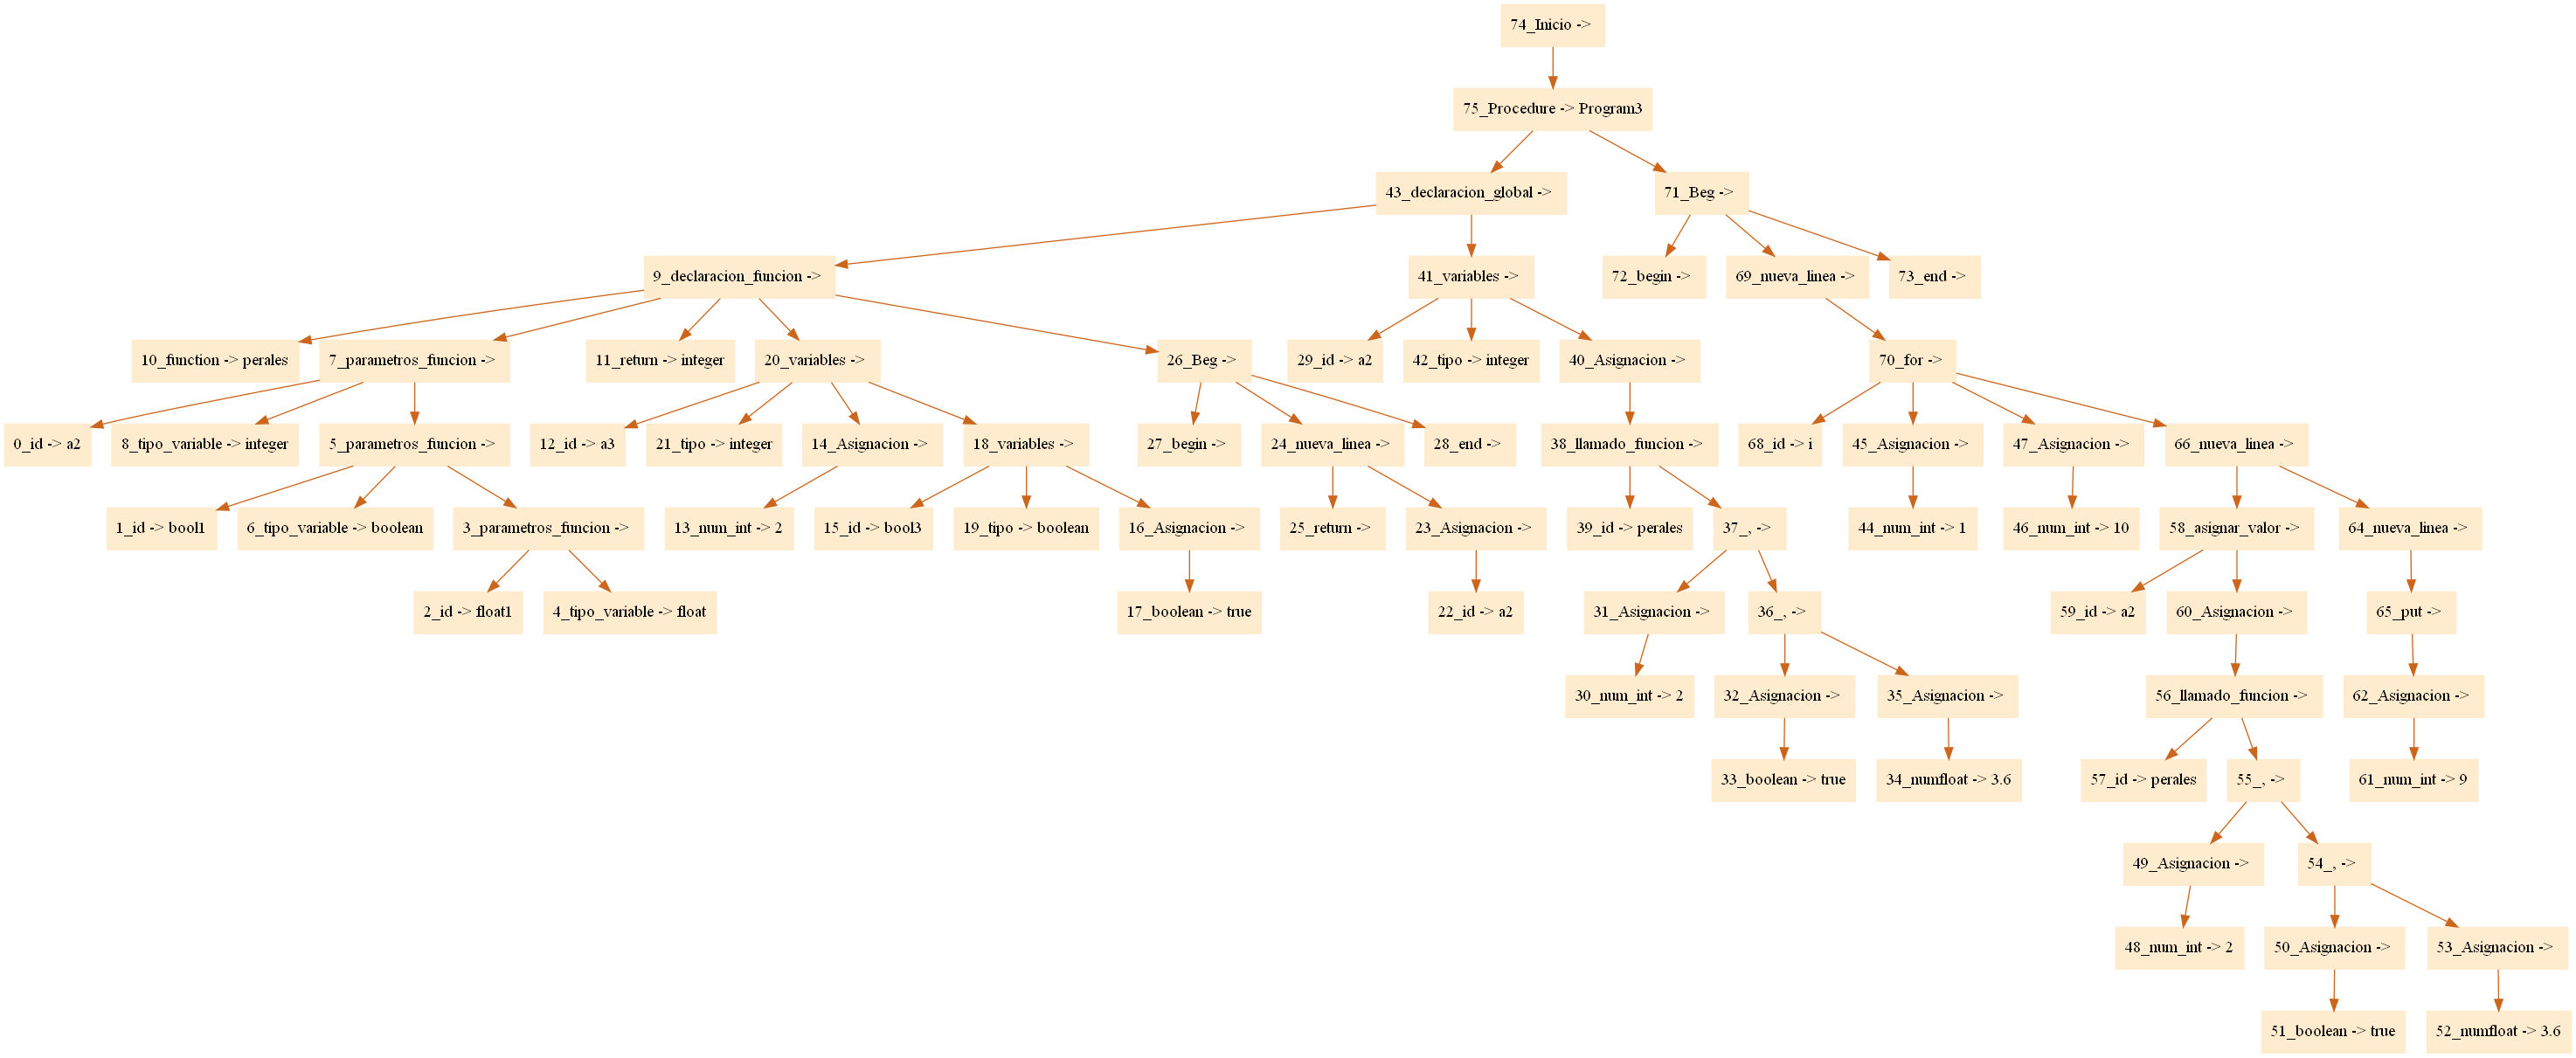 74_Inicio ->
75_Procedure -> Program3
43_declaracion_global ->
71_Beg ->
9_declaracion_funcion ->
41_variables ->
72_begin ->
69_nueva_linea ->
73_end ->
10_function -> perales
7_parametros_funcion ->
11_return -> integer
20_variables ->
26_Beg ->
29_id -> a2
42_tipo -> integer
40_Asignacion ->
70_for ->
0_id -> a2
8_tipo_variable -> integer
5_parametros_funcion ->
12_id -> a3
21_tipo -> integer
14_Asignacion ->
18_variables ->
27_begin ->
24_nueva_linea ->
28_end ->
38_llamado_funcion ->
68_id -> i
45_Asignacion ->
47_Asignacion ->
66_nueva_linea ->
1_id -> bool1
6_tipo_variable -> boolean
3_parametros_funcion ->
13_num_int -> 2
15_id -> bool3
19_tipo -> boolean
16_Asignacion ->
25_return ->
23_Asignacion ->
39_id -> perales
37_, ->
44_num_int -> 1
46_num_int -> 10
58_asignar_valor ->
64_nueva_linea ->
2_id -> float1
4_tipo_variable -> float
17_boolean -> true
22_id -> a2
31_Asignacion ->
36_, ->
59_id -> a2
60_Asignacion ->
65_put ->
30_num_int -> 2
32_Asignacion ->
35_Asignacion ->
56_llamado_funcion ->
62_Asignacion ->
33_boolean -> true
34_numfloat -> 3.6
57_id -> perales
55_, ->
61_num_int -> 9
49_Asignacion ->
54_, ->
48_num_int -> 2
50_Asignacion ->
53_Asignacion ->
51_boolean -> true
52_numfloat -> 3.6